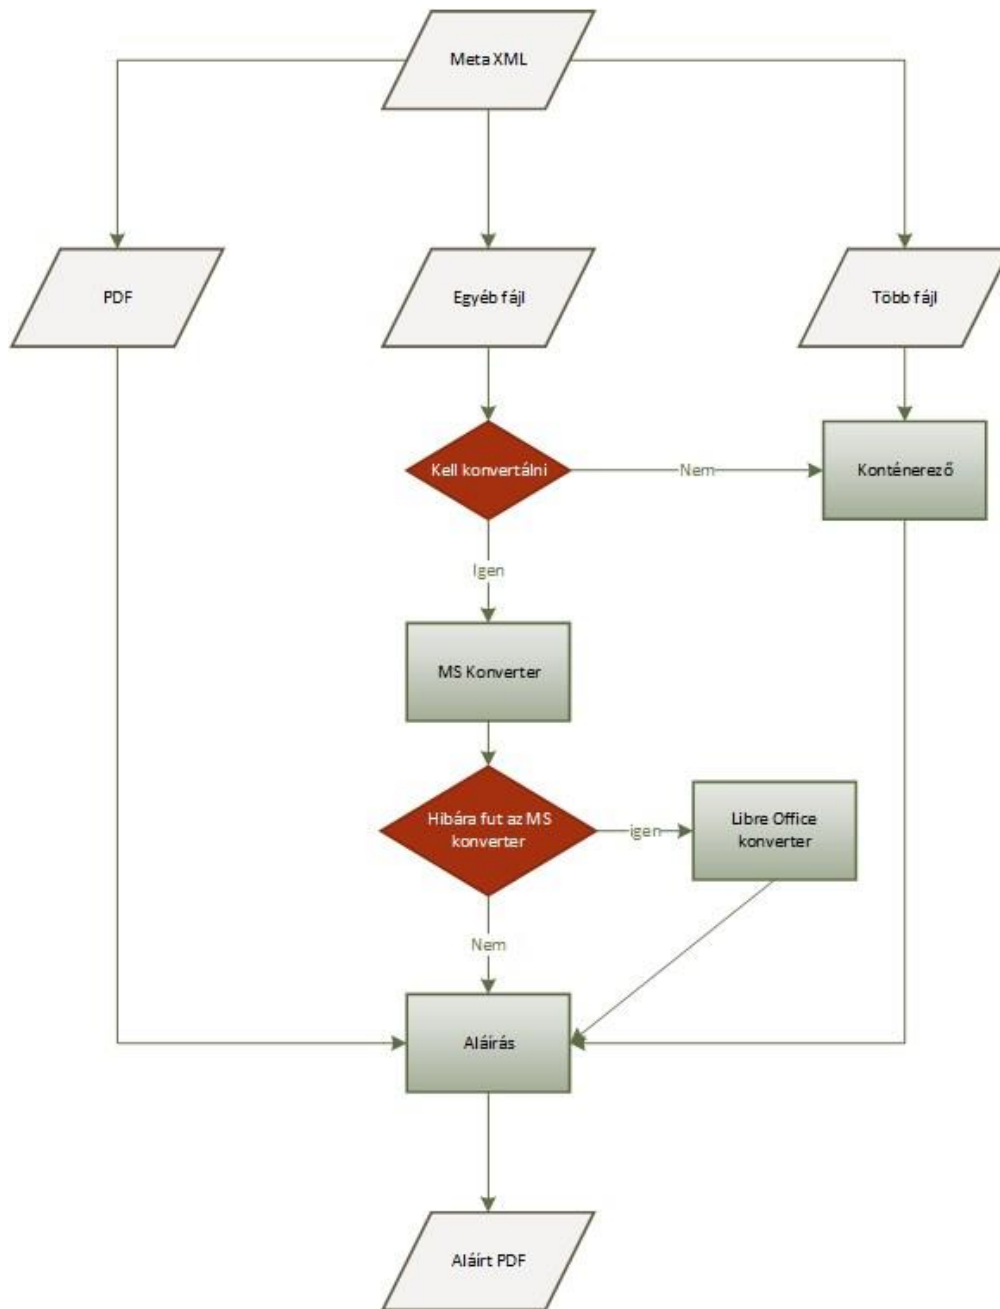 Meta XML
PDF
Egyéb fájl
Több fájl
Kell konvertálni
Nem
Konténerező
Igen
MS Konverter
Hibára fut az MS
konverter
igen
Libre Office
konverter
Nem
Aláírás
Aláírt PDF